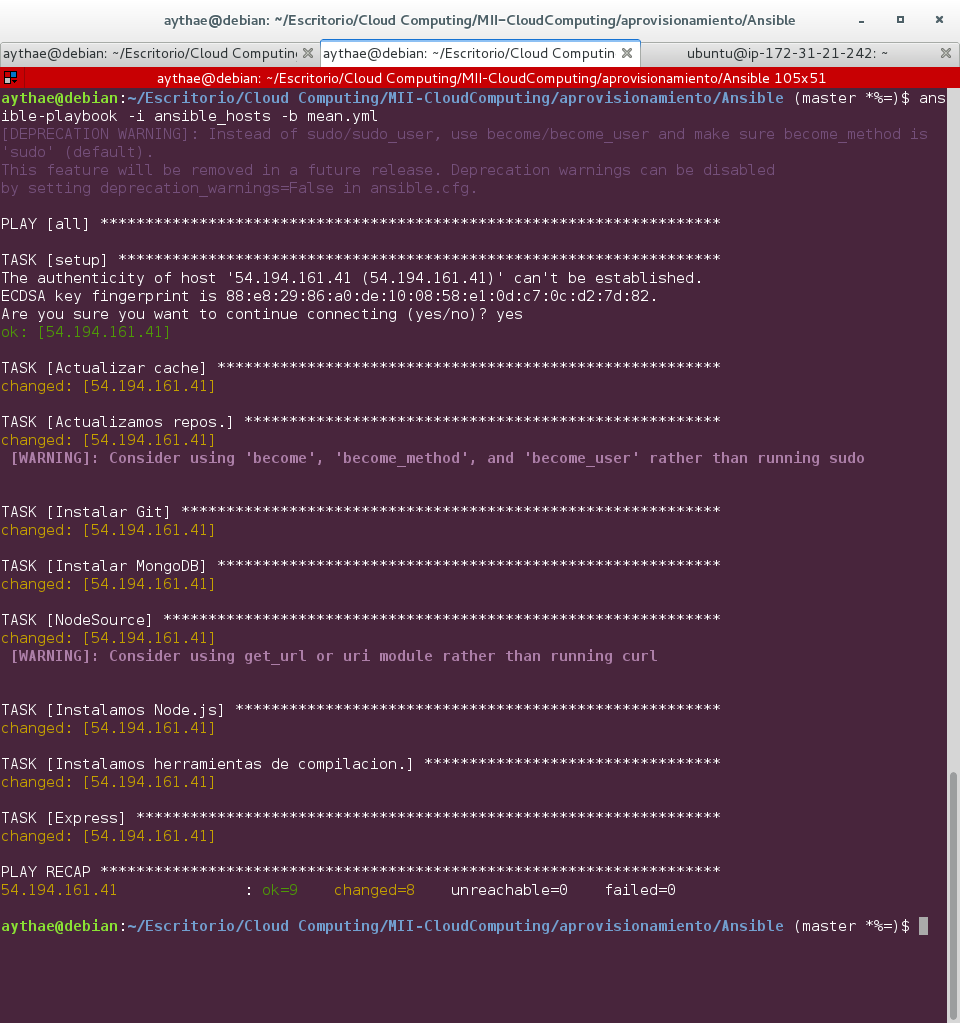 aythae@debian: ~/Escritorio/Cloud Computing/MII-CloudComputing/aprovisionamiento/Ansible
aythae@debian: ~/Escritorio/Cloud Computing
aythae@debian: ~/Escritorio/Cloud Computin
ubuntu@ip-172-31-21-242: ~
aythae@debian: ~/Escritorio/Cloud Computing/MII-CloudComputing/aprovisionamiento/Ansible 105x51
aythae@debian:~/Escritorio/Cloud Computing/MII-CloudComputing/aprovisionamiento/Ansible (master *%=)$ ans
ible-playbook -i ansible_hosts -b mean.yml
[DEPRECATION WARNING]: Instead of sudo/sudo_user, use become/become_user and make sure become_method is
'sudo' (default).
This feature will be removed in a future release. Deprecation warnings can be disabled
by setting deprecation_warnings=False in ansible.cfg.
PLAY [all] *********************************************************************
TASK [setup] *******************************************************************
The authenticity of host '54.194.161.41 (54.194.161.41)' can't be established.
ECDSA key fingerprint is 88:e8:29:86:a0:de:10:08:58:e1:0d:c7:0c:d2:7d:82.
Are you sure you want to continue connecting (yes/no)? yes
ok: [54.194.161.41]
TASK [Actualizar cache] ********************************************************
changed: [54.194.161.41]
TASK [Actualizamos repos.] *****************************************************
changed: [54.194.161.41]
[WARNING]: Consider using 'become', 'become_method', and 'become_user' rather than running sudo
TASK [Instalar Git] ************************************************************
changed: [54.194.161.41]
TASK [Instalar MongoDB] ********************************************************
changed: [54.194.161.41]
TASK [NodeSource] **************************************************************
changed: [54.194.161.41]
[WARNING]: Consider using get_url or uri module rather than running curl
TASK [Instalamos Node.js] ******************************************************
changed: [54.194.161.41]
TASK [Instalamos herramientas de compilacion.] *********************************
changed: [54.194.161.41]
TASK [Express] *****************************************************************
changed: [54.194.161.41]
PLAY RECAP *********************************************************************
54.194.161.41              : ok=9    changed=8    unreachable=0    failed=0
aythae@debian:~/Escritorio/Cloud Computing/MII-CloudComputing/aprovisionamiento/Ansible (master *%=)$